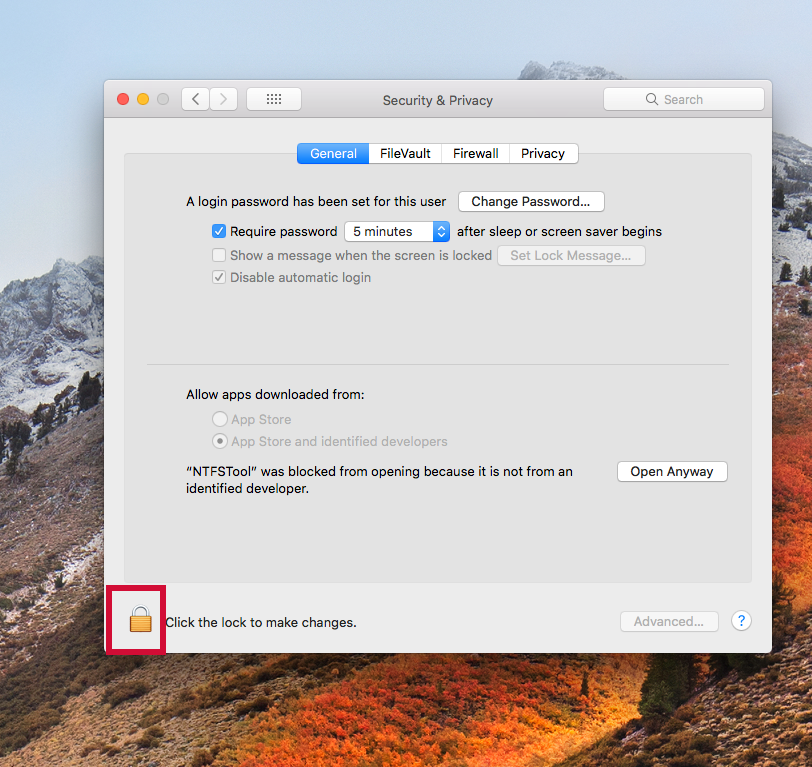 Security & Privacy
Search
General FileVault Firewall Privacy
A login password has been set for this user Change Password...
Require password 5 minutes after sleep or screen saver begins
Show a message when the screen is locked Set Lock Message...
Disable automatic login
Allow apps downloaded from:
App Store
App Store and identified developers
“NTFSTool” was blocked from opening because it is not from an
identified developer.
Open Anyway
Click the lock to make changes.
Advanced...
?